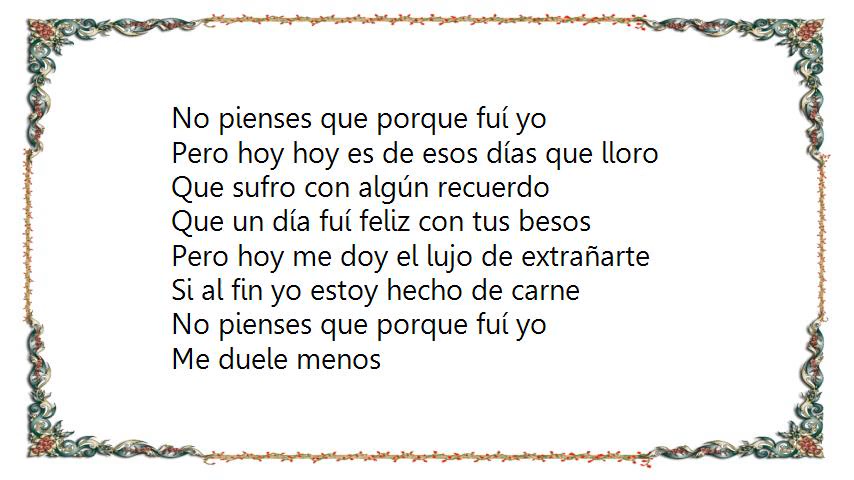 No pienses que porque fuí yo
Pero hoy hoy es de esos días que lloro
Que sufro con algún recuerdo
Que un día fuí feliz con tus besos
Pero hoy me doy el lujo de extrañarte
Si al fin yo estoy hecho de carne
No pienses que porque fuí yo
Me duele menos